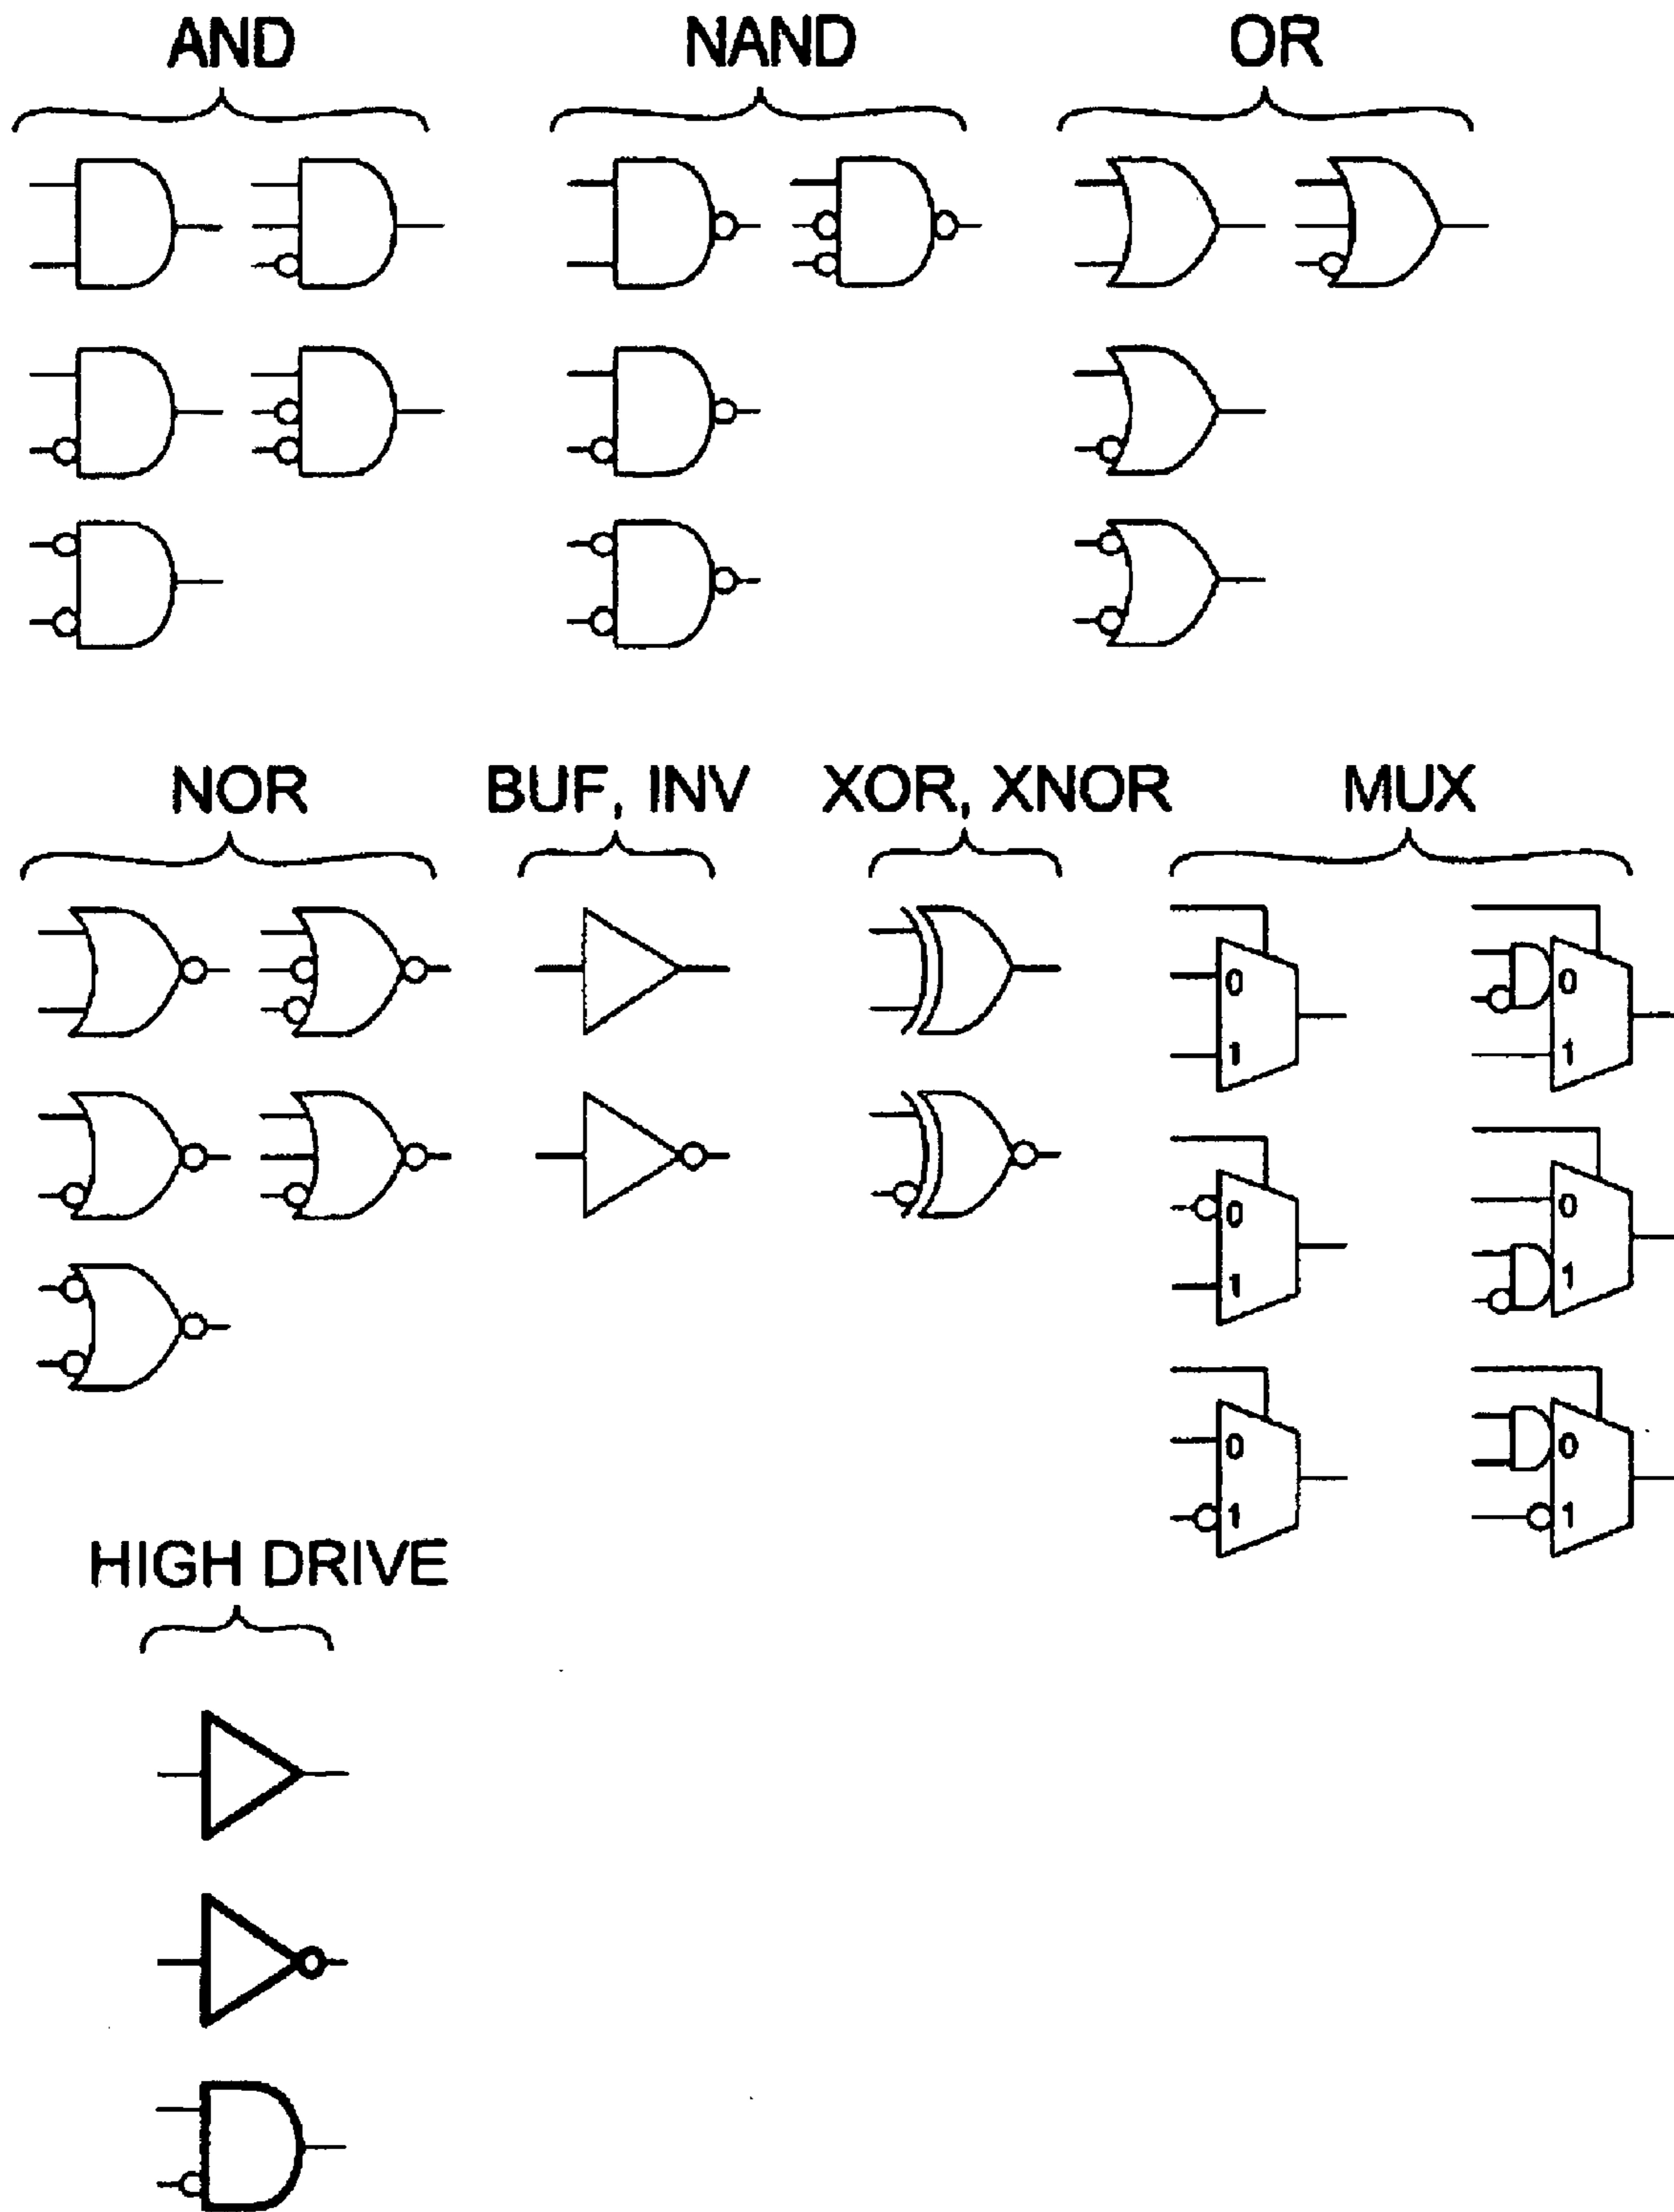 AND NAND OR
NOR BUF, INV XOR, XNOR MUX
0 0
1 1
0 0
1 1
0 0
1 1
HIGH DRIVE